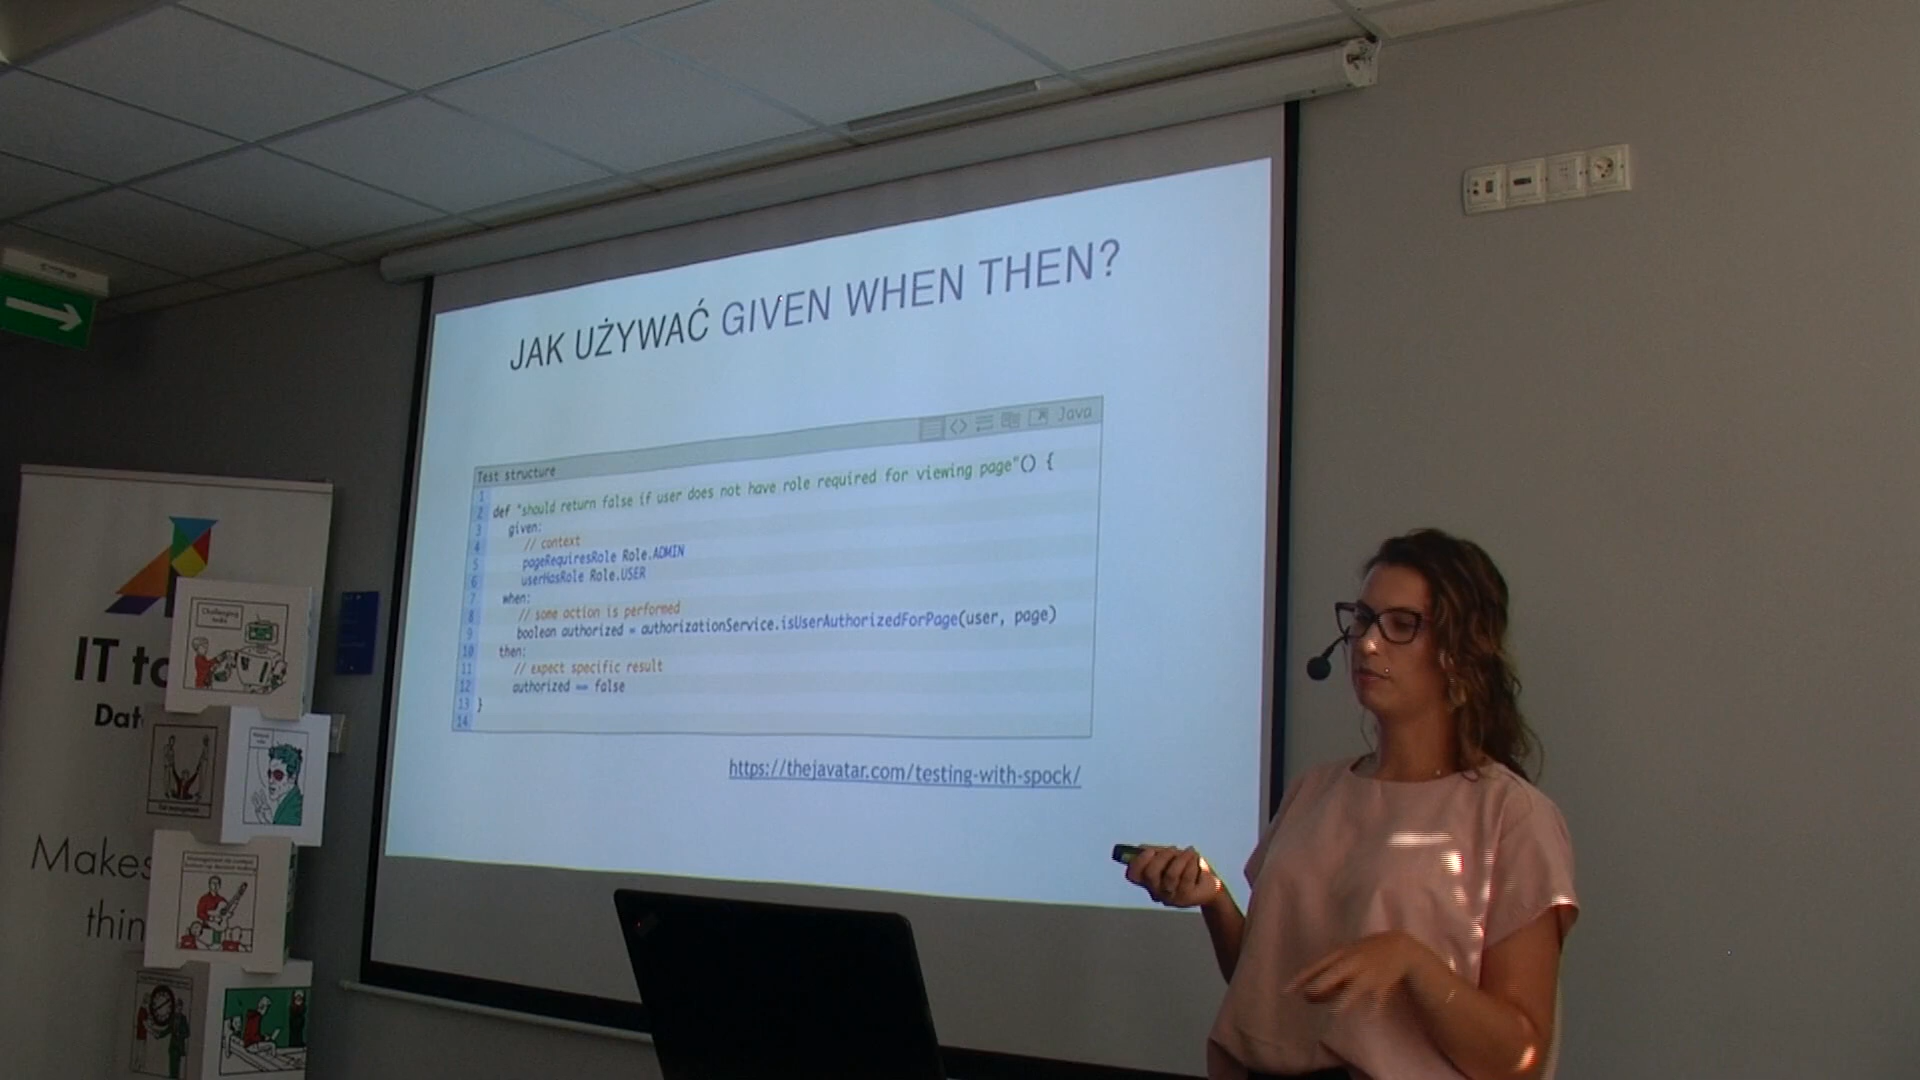 JAK UŻYWAĆ GIVEN WHEN THEN?
Java
Test structure
1
2 def "should return false if user does not have role required for viewing page"() {
3 given:
4 // context
5 pageRequiresRole Role.ADMIN
6 userHasRole Role.USER
7 when:
8 // some action is performed
9 boolean authorized = authorizationService.isUserAuthorizedForPage(user, page)
10 then:
11 // expect specific result
12 authorized == false
13 }
14
https://thejavatar.com/testing-with-spock/
IT
Makes
Challenging
tasks